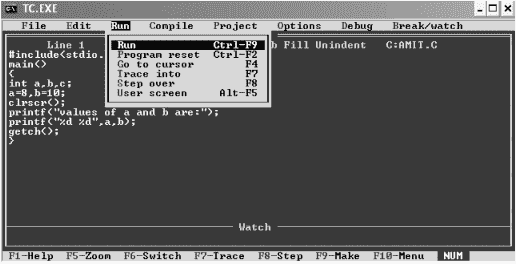 TC.EXE
File Edit Run Compile Project Options Debug Break/watch
Line 1 b Fill Unindent C:AMIT.C
Run Ctrl-F9
Program reset Ctrl-F2
Go to cursor F4
Trace into F7
Step over F8
User screen Alt-F5
#include<stdio.
main()
{
int a,b,c;
a=8,b=10;
clrscr();
printf("values of a and b are:");
printf("%d %d",a,b);
getch();
}
Watch
F1-Help F5-Zoom F6-Switch F7-Trace F8-Step F9-Make F10-Menu NUM